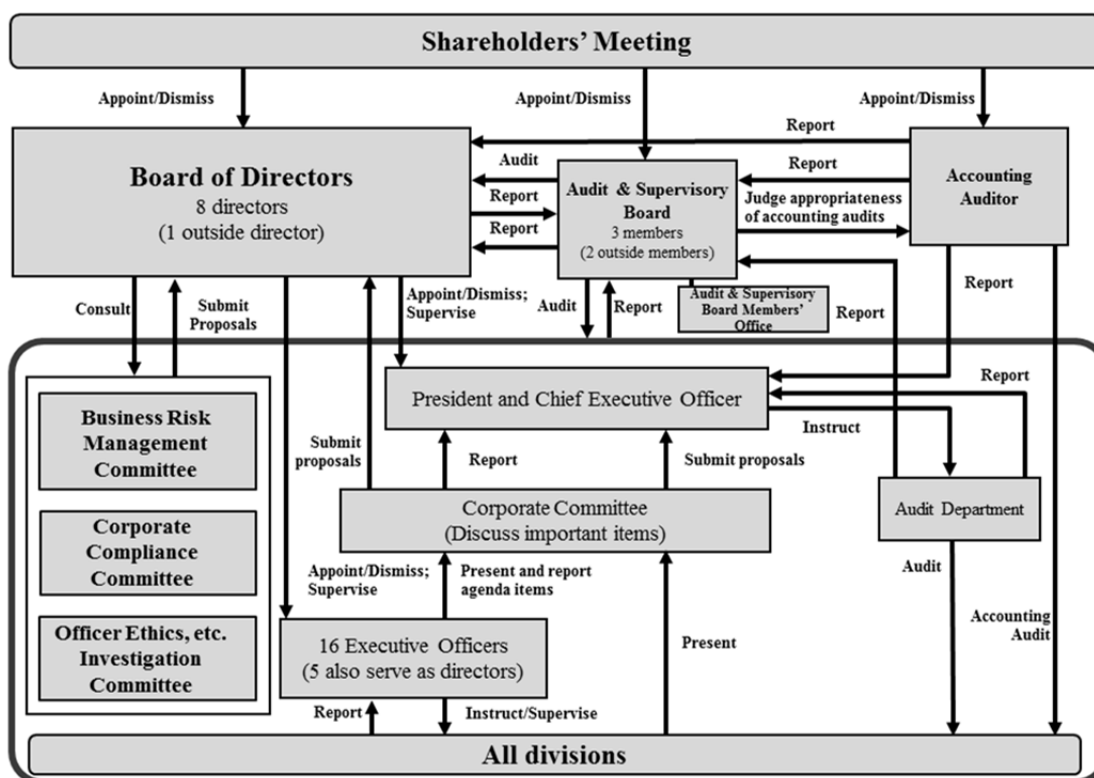 Shareholders' Meeting
Appoint/Dismiss
Appoint/Dismiss
Appoint/Dismiss
Report
Board of Directors
8 directors
(1 outside director)
Audit
Report
Report
Audit & Supervisory
Board
3 members
(2 outside members)
Report
Judge appropriateness
of accounting audits
Accounting
Auditor
Consult
Submit
Proposals
Appoint/Dismiss;
Supervise
Audit
Report
Audit & Supervisory
Board Members'
Office
Report
Report
Business Risk
Management
Committee
Corporate
Compliance
Committee
Officer Ethics, etc.
Investigation
Committee
President and Chief Executive Officer
Report
Instruct
Submit
proposals
Report
Submit proposals
Corporate Committee
(Discuss important items)
Audit Department
Appoint/Dismiss;
Supervise
Present and report
agenda items
Audit
16 Executive Officers
(5 also serve as directors)
Present
Accounting
Audit
Report
Instruct/Supervise
All divisions